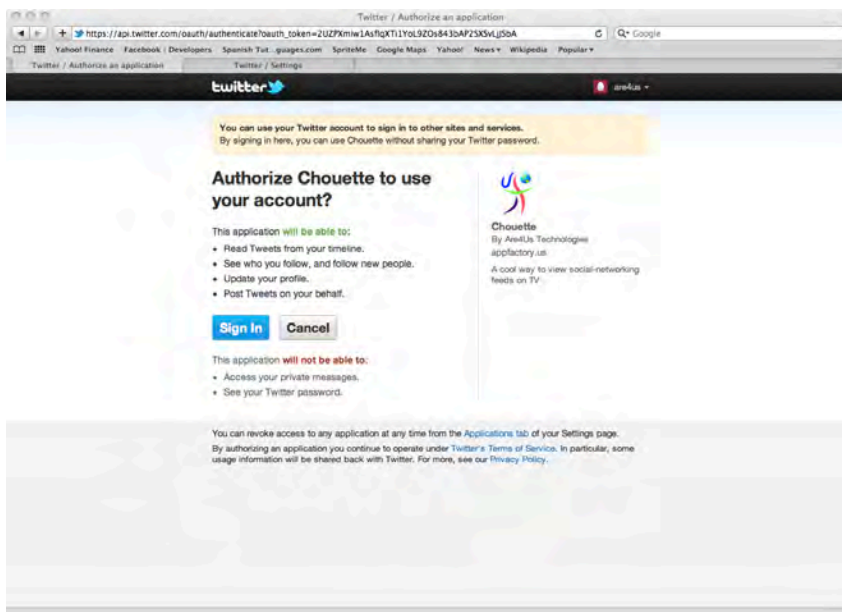 Twitter / Authorize an application
https://api.twitter.com/oauth/authenticate?oauth_token= Google
Yahoo! Finance Facebook | Developers Spanish Tut...guages.com SpriteMe Google Maps Yahoo! News Wikipedia Popular
Twitter / Authorize an application Twitter / Settings
twitter are4us
You can use your Twitter account to sign in to other sites and services.
By signing in here, you can use Chouette without sharing your Twitter password.
Authorize Chouette to use
your account?
This application will be able to:
• Read Tweets from your timeline.
• See who you follow, and follow new people.
• Update your profile.
• Post Tweets on your behalf.
Sign In Cancel
This application will not be able to:
• Access your private messages.
• See your Twitter password.
Chouette
By Are4Us Technologies
appfactory.us
A cool way to view social-networking
feeds on TV
You can revoke access to any application at any time from the Applications tab of your Settings page.
By authorizing an application you continue to operate under Twitter's Terms of Service. In particular, some
usage information will be shared back with Twitter. For more, see our Privacy Policy.